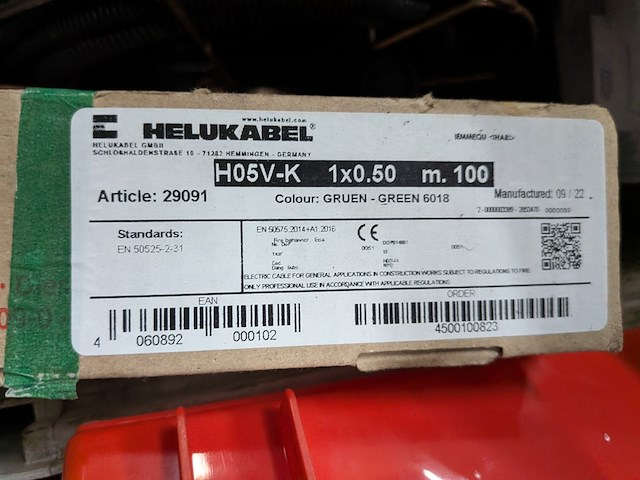 www.helukabel.com
HELUKABEL®
HELUKABEL GMBH
SCHLOßHALDENSTRAßE 10 - 71282 HEMMINGEN - GERMANY
IEMMEQU <HAR>
H05V-K 1x0.50 m. 100
Article: 29091
Colour: GRUEN - GREEN 6018
Manufactured: 09 / 22
Standards:
EN 50525-2-31
EN 50575:2014+A1:2016
CE
0051
ELECTRIC CABLE FOR GENERAL APPLICATIONS IN CONSTRUCTION WORKS SUBJECT TO REGULATIONS TO FIRE
ONLY PROFESSIONAL USE IN ACCORDANCE WITH APPLICABLE REGULATIONS
EAN
4 060892 000102
ORDER
4500100823